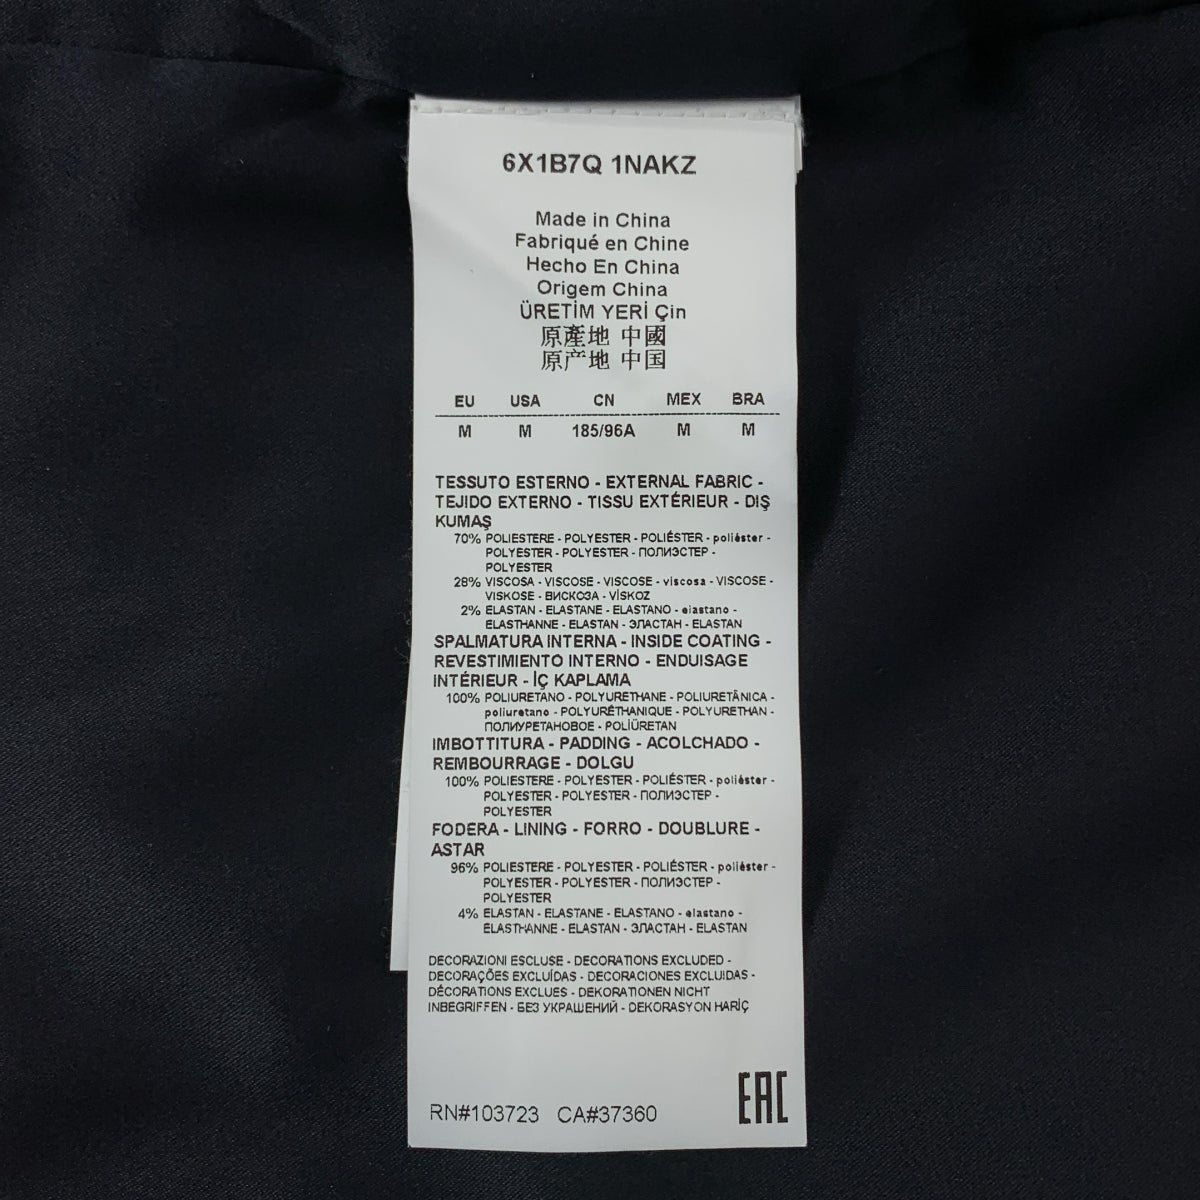 6X1B7Q 1NAKZ
Made in China
Fabriqué en Chine
Hecho En China
Origem China
ÜRETİM YERİ Çin
原產地 中國
原产地 中国
EU USA CN MEX BRA
M M 185/96A M M
TESSUTO ESTERNO - EXTERNAL FABRIC -
TEJIDO EXTERNO - TISSU EXTÉRIEUR - DIŞ
KUMAŞ
70% POLIESTERE - POLYESTER - POLIÉSTER - poliéster -
POLYESTER - POLYESTER - ПОЛИЭСТЕР -
POLYESTER
28% VISCOSA - VISCOSE - VISCOSE - viscosa - VISCOSE -
VISKOSE - ВИСКОЗА - VİSKOZ
2% ELASTAN - ELASTANE - ELASTANO - elastano -
ELASTHANNE - ELASTAN - ЭЛАСТАН - ELASTAN
SPALMATURA INTERNA - INSIDE COATING -
REVESTIMIENTO INTERNO - ENDUISAGE
INTÉRIEUR - İÇ KAPLAMA
100% POLIURETANO - POLYURETHANE - POLIURETÂNICA -
poliuretano - POLYURÉTHANIQUE - POLYURETHAN -
ПОЛИУРЕТАНОВОЕ - POLİÜRETAN
IMBOTTITURA - PADDING - ACOLCHADO -
REMBOURRAGE - DOLGU
100% POLIESTERE - POLYESTER - POLIÉSTER - poliéster -
POLYESTER - POLYESTER - ПОЛИЭСТЕР -
POLYESTER
FODERA - LINING - FORRO - DOUBLURE -
ASTAR
96% POLIESTERE - POLYESTER - POLIÉSTER - poliéster -
POLYESTER - POLYESTER - ПОЛИЭСТЕР -
POLYESTER
4% ELASTAN - ELASTANE - ELASTANO - elastano -
ELASTHANNE - ELASTAN - ЭЛАСТАН - ELASTAN
DECORAZIONI ESCLUSE - DECORATIONS EXCLUDED -
DECORAÇÕES EXCLUÍDAS - DECORACIONES EXCLUIDAS -
DÉCORATIONS EXCLUES - DEKORATIONEN NICHT
INBEGRIFFEN - БЕЗ УКРАШЕНИЙ - DEKORASYON HARİÇ
RN#103723 CA#37360 EAC